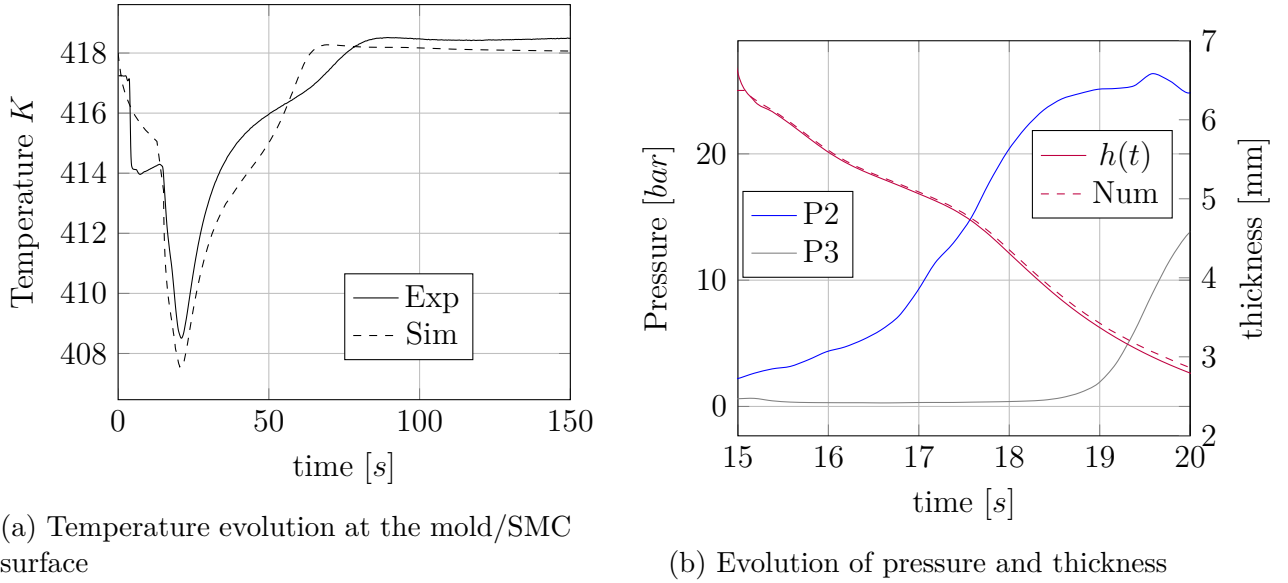 Temperature K
418
416
414
412
410
408
0
50
100
150
time [s]
Exp
Sim
(a) Temperature evolution at the mold/SMC
surface
Pressure [bar]
20
10
0
15
16
17
18
19
20
time [s]
P2
P3
h(t)
Num
7
6
5
4
3
2
thickness [mm]
(b) Evolution of pressure and thickness